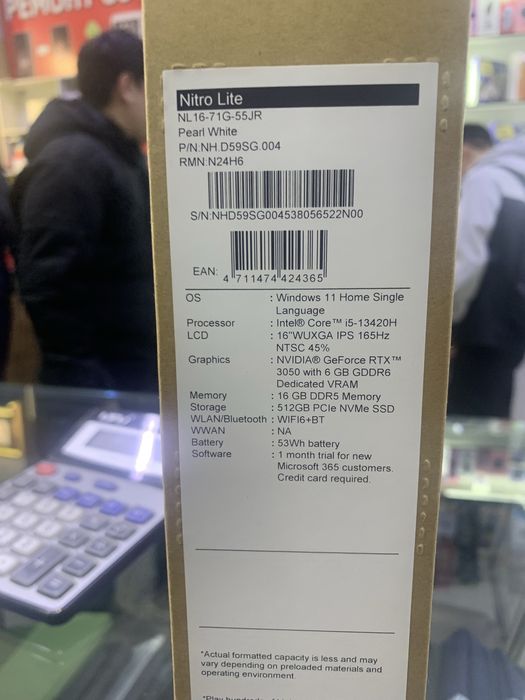 РЕМОНТ
Nitro Lite
NL16-71G-55JR
Pearl White
P/N:NH.D59SG.004
RMN:N24H6
S/N:NHD59SG004538056522N00
EAN:
4 711474 424365
OS : Windows 11 Home Single
Language
Processor : Intel® Core™ i5-13420H
LCD : 16"WUXGA IPS 165Hz
NTSC 45%
Graphics : NVIDIA® GeForce RTX™
3050 with 6 GB GDDR6
Dedicated VRAM
Memory : 16 GB DDR5 Memory
Storage : 512GB PCIe NVMe SSD
WLAN/Bluetooth : WIFI6+BT
WWAN : NA
Battery : 53Wh battery
Software : 1 month trial for new
Microsoft 365 customers.
Credit card required.
*Actual formatted capacity is less and may
vary depending on preloaded materials and
operating environment